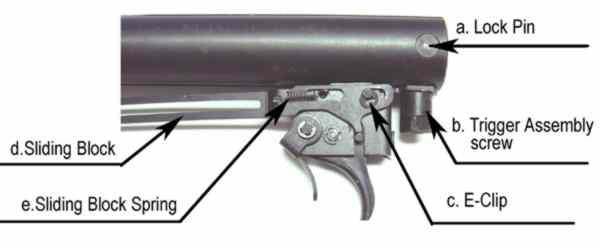 a. Lock Pin
b. Trigger Assembly
screw
d.Sliding Block
c. E-Clip
e.Sliding Block Spring